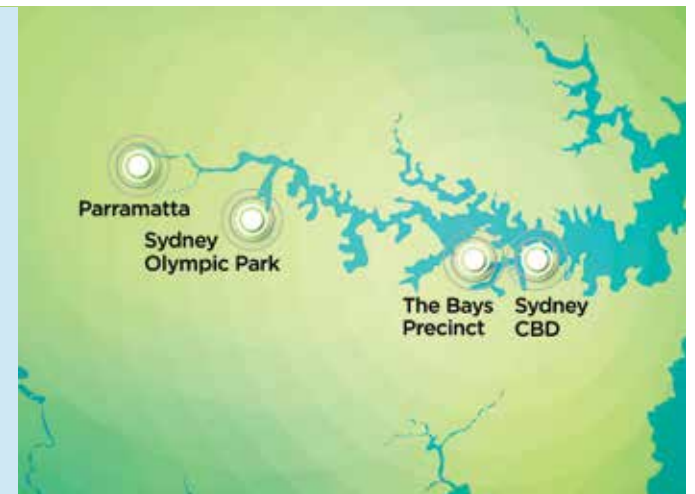 Parramatta
Sydney
Olympic Park
The Bays
Precinct
Sydney
CBD